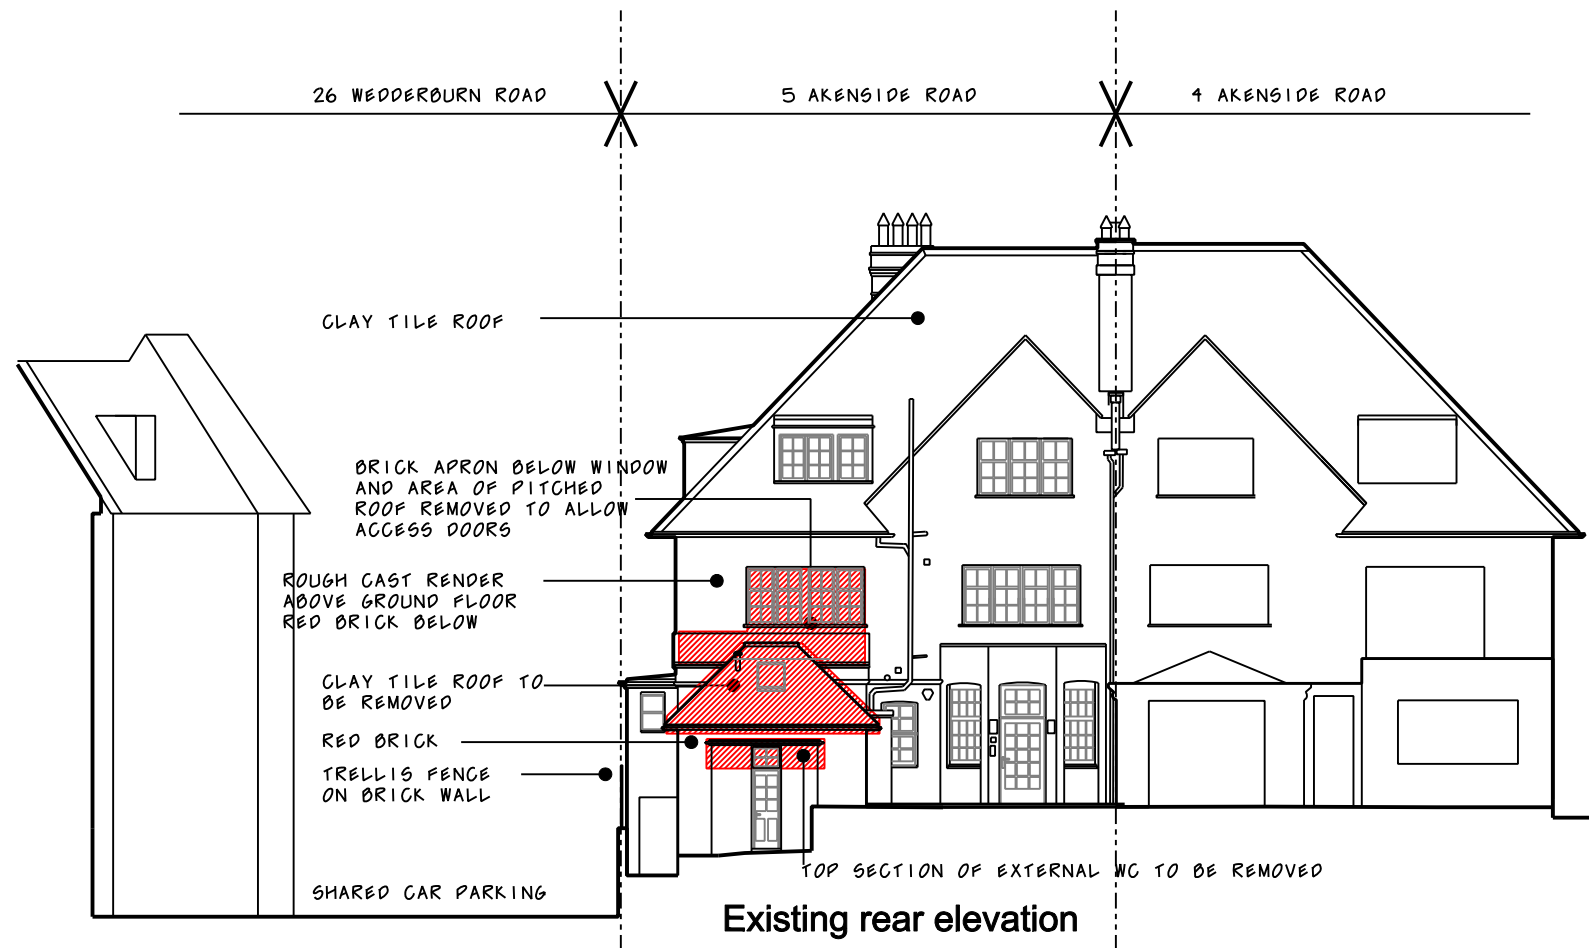 26 WEDDERBURN ROAD
5 AKENSIDE ROAD
4 AKENSIDE ROAD
CLAY TILE ROOF
BRICK APRON BELOW WINDOW
AND AREA OF PITCHED
ROOF REMOVED TO ALLOW
ACCESS DOORS
ROUGH CAST RENDER
ABOVE GROUND FLOOR
RED BRICK BELOW
CLAY TILE ROOF TO
BE REMOVED
RED BRICK
TRELLIS FENCE
ON BRICK WALL
TOP SECTION OF EXTERNAL WC TO BE REMOVED
SHARED CAR PARKING
Existing rear elevation